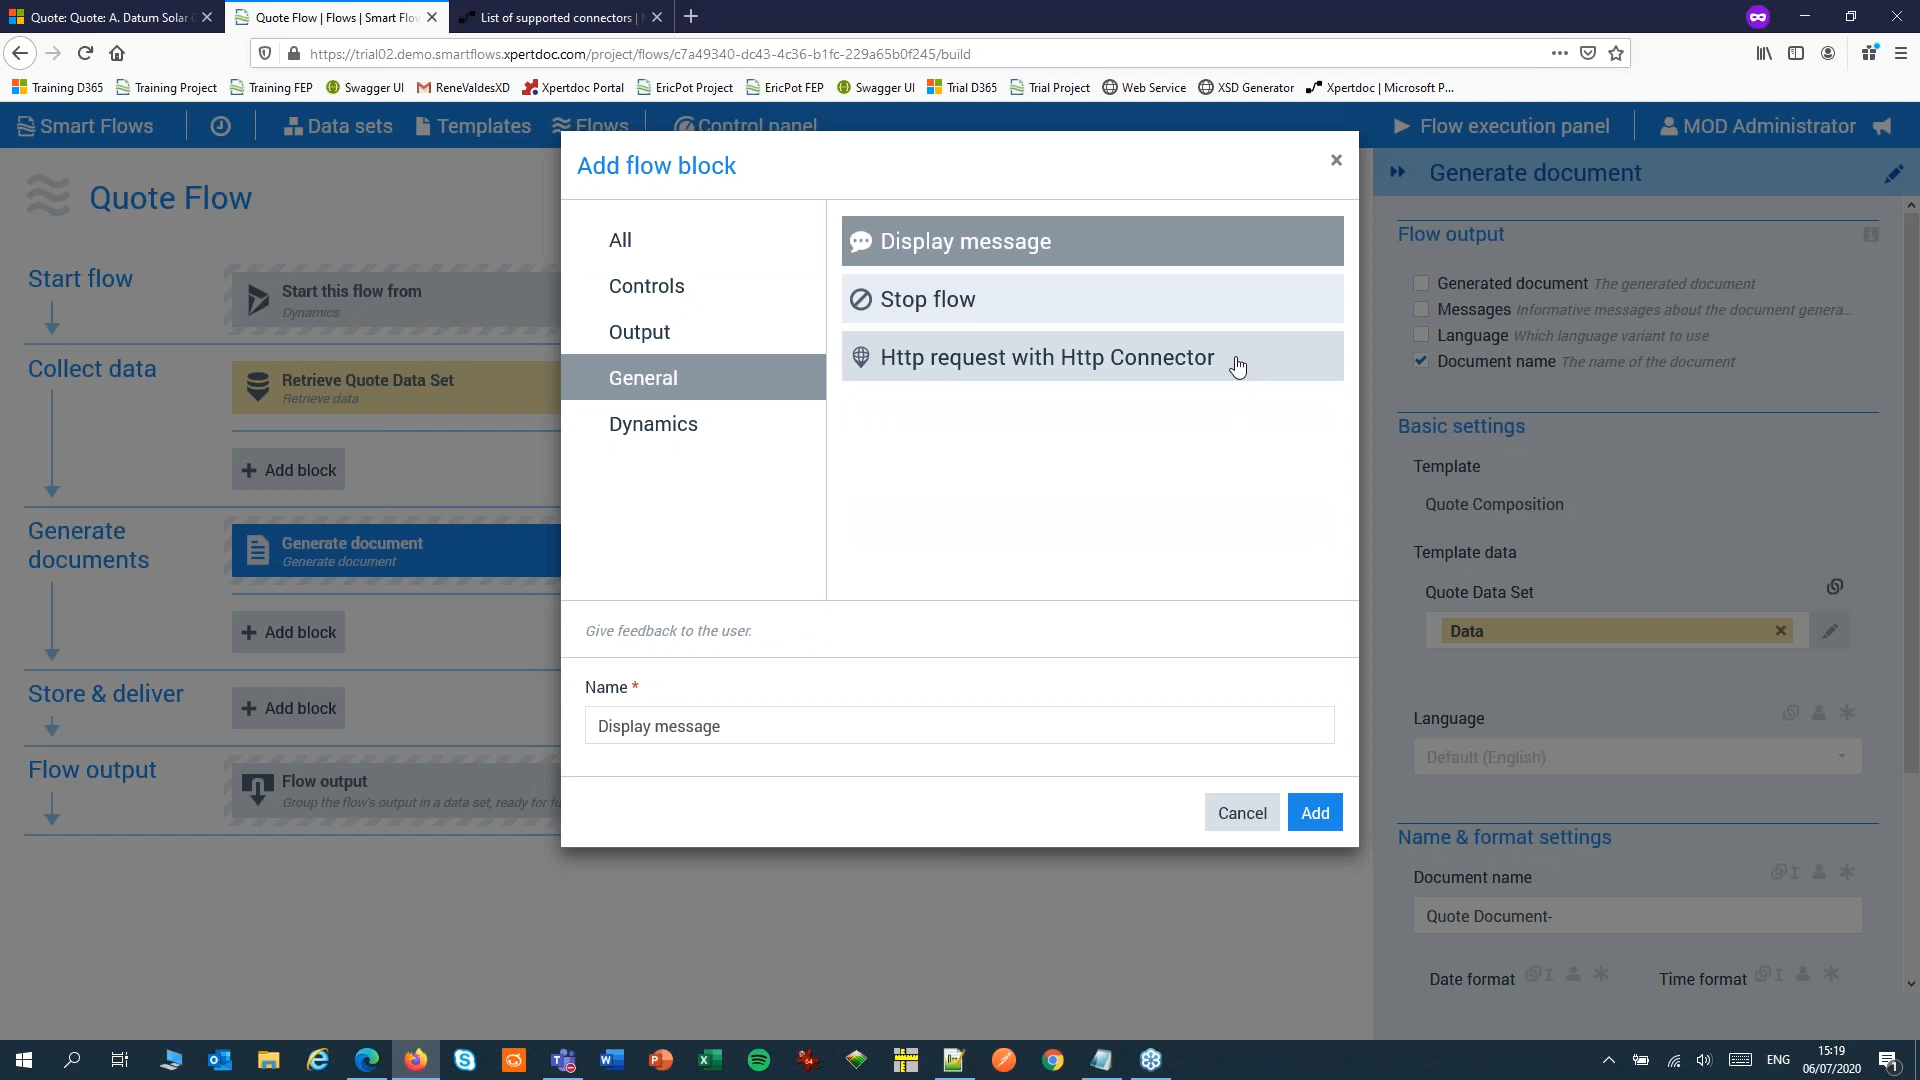 Quote: Quote: A. Datum Solar
Quote Flow | Flows | Smart Flo
List of supported connectors |
https://trial02.demo.smartflows.xpertdoc.com/project/flows/c7a49340-dc43-4c36-b1fc-229a65b0f245/build
Training D365
Training Project
Training FEP
Swagger UI
ReneValdesXD
Xpertdoc Portal
EricPot Project
EricPot FEP
Swagger UI
Trial D365
Trial Project
Web Service
XSD Generator
Xpertdoc | Microsoft P...
Smart Flows
Data sets
Templates
Flows
Control panel
Flow execution panel
MOD Administrator
Quote Flow
Start flow
Start this flow from
Dynamics
Collect data
Retrieve Quote Data Set
Retrieve data
Add block
Generate documents
Generate document
Generate document
Add block
Store & deliver
Add block
Flow output
Flow output
Group the flow's output in a data set, ready for fu
Add flow block
×
All
Controls
Output
General
Dynamics
Display message
Stop flow
Http request with Http Connector
Give feedback to the user.
Name *
Display message
Cancel
Add
Generate document
Flow output
Generated document The generated document
Messages Informative messages about the document genera...
Language Which language variant to use
Document name The name of the document
Basic settings
Template
Quote Composition
Template data
Quote Data Set
Data
Language
Default (English)
Name & format settings
Document name
Quote Document-
Date format
Time format
ENG
15:19
06/07/2020